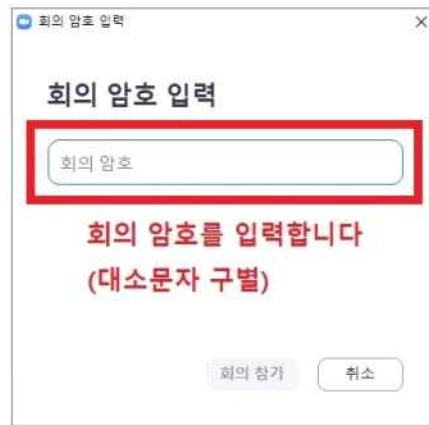 회의 암호 입력
회의 암호 입력
회의 암호
회의 암호를 입력합니다
(대소문자 구별)
회의 참가 취소